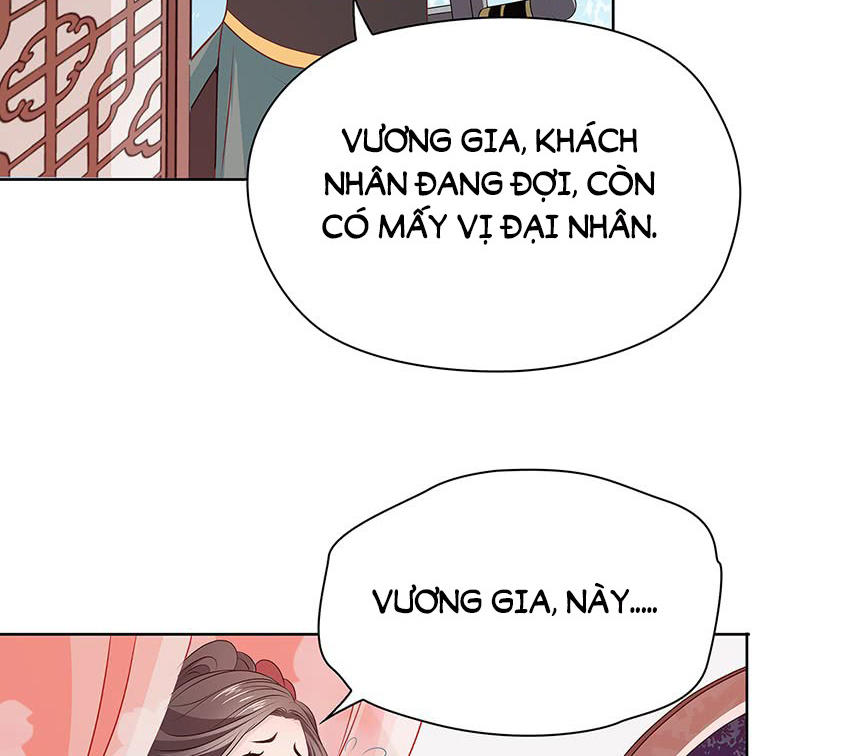 VƯƠNG GIA, KHÁCH
NHÂN ĐANG ĐỢI, CÒN
CÓ MẤY VỊ ĐẠI NHÂN.
VƯƠNG GIA, NÀY.....